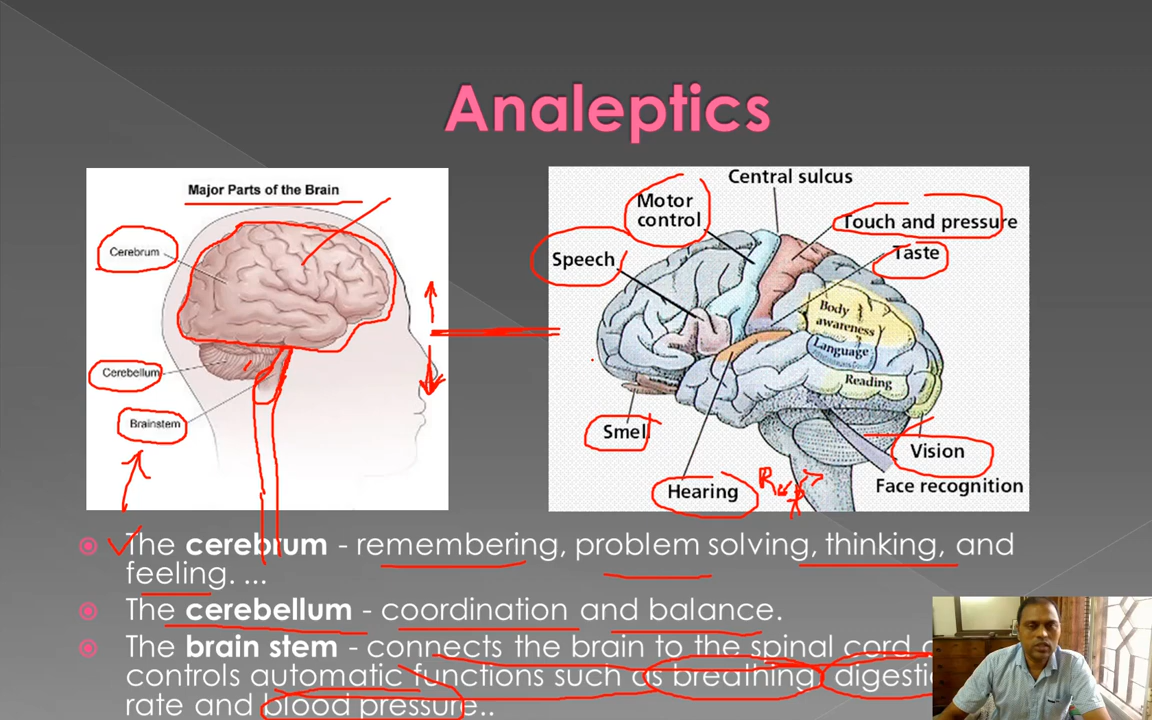 Analeptics
Major Parts of the Brain
Cerebrum
Cerebellum
Brainstem
Central sulcus
Motor
control
Touch and pressure
Speech
Taste
Body
awareness
Language
Reading
Smell
Vision
Hearing
Face recognition
The cerebrum - remembering, problem solving, thinking, and
feeling. ...
The cerebellum - coordination and balance.
The brain stem - connects the brain to the spinal cord
controls automatic functions such as breathing, digesti
rate and blood pressure..